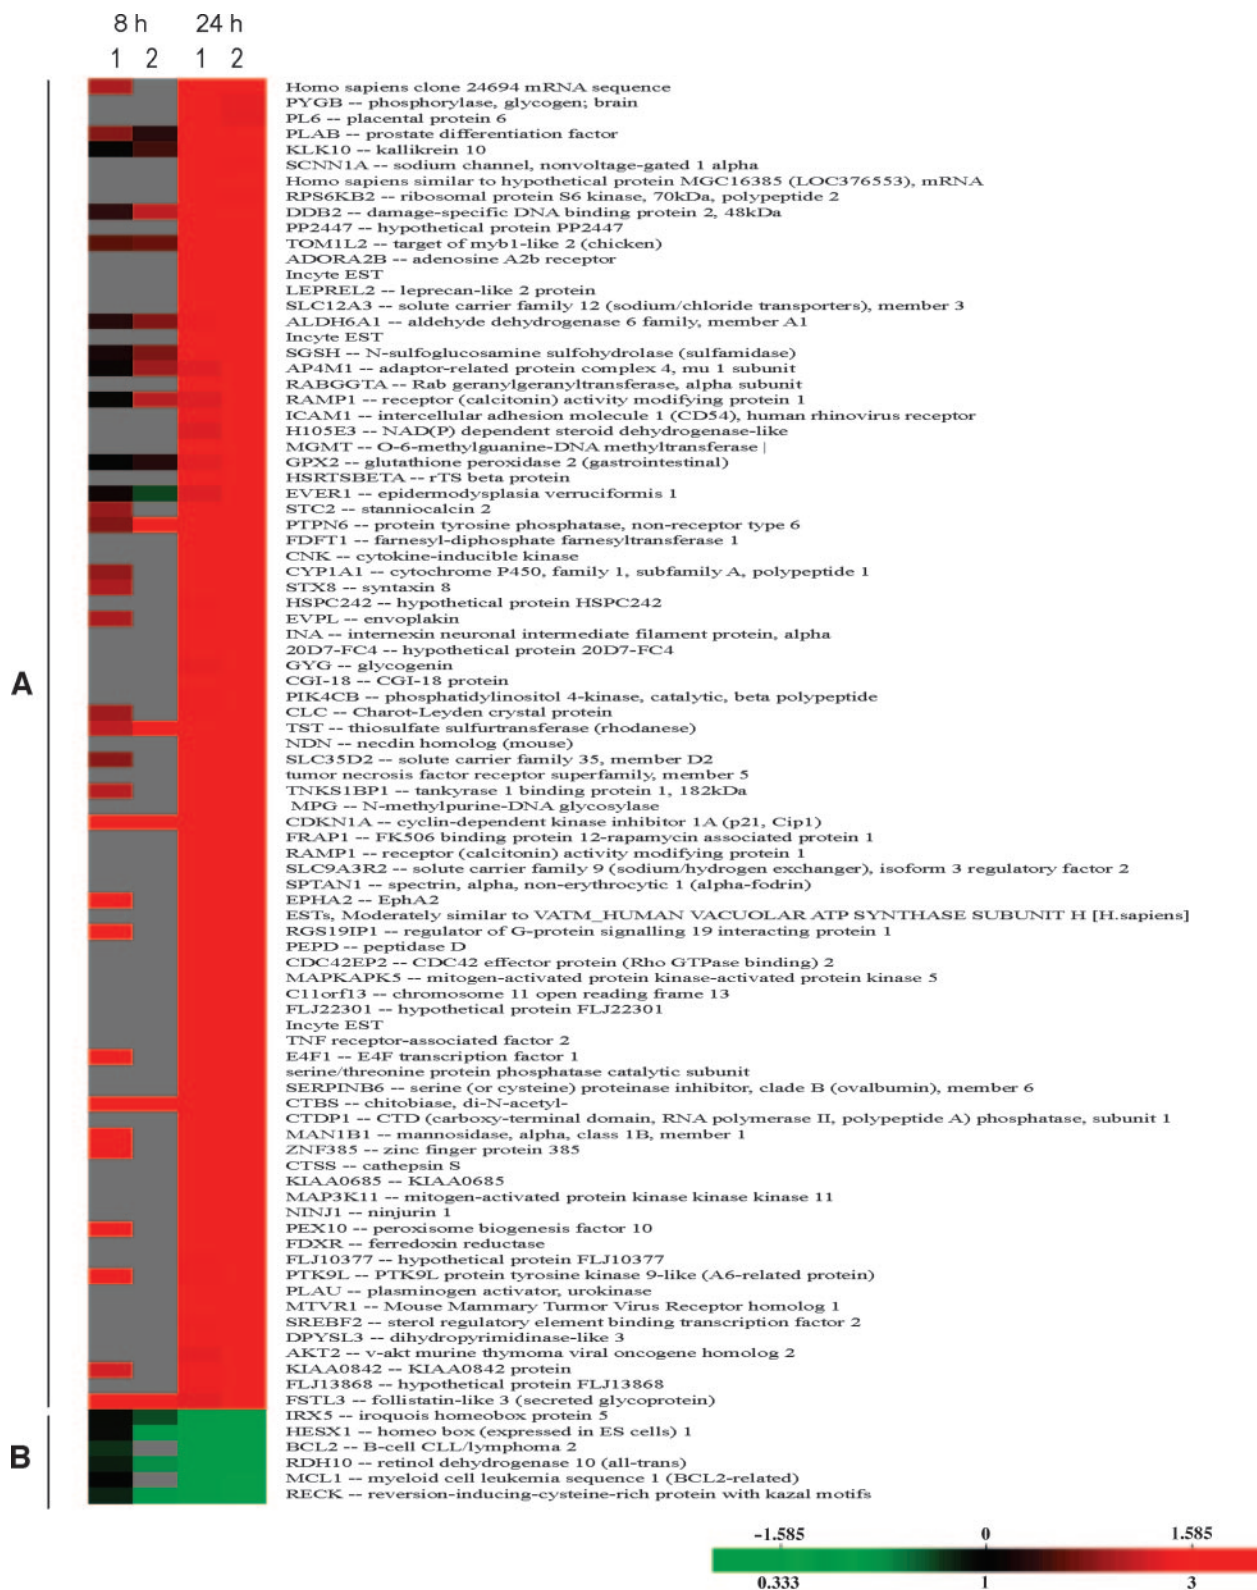 8 h 24 h
1 2 1 2
Homo sapiens clone 24694 mRNA sequence
PYGB -- phosphorylase, glycogen; brain
PL6 -- placental protein 6
PLAB -- prostate differentiation factor
KLK10 -- kallikrein 10
SCNN1A -- sodium channel, nonvoltage-gated 1 alpha
Homo sapiens similar to hypothetical protein MGC16385 (LOC376553), mRNA
RPS6KB2 -- ribosomal protein S6 kinase, 70kDa, polypeptide 2
DDB2 -- damage-specific DNA binding protein 2, 48kDa
PP2447 -- hypothetical protein PP2447
TOM1L2 -- target of myb1-like 2 (chicken)
ADORA2B -- adenosine A2b receptor
Incyte EST
LEPREL2 -- leprecan-like 2 protein
SLC12A3 -- solute carrier family 12 (sodium/chloride transporters), member 3
ALDH6A1 -- aldehyde dehydrogenase 6 family, member A1
Incyte EST
SGSH -- N-sulfoglucosamine sulfohydrolase (sulfamidase)
AP4M1 -- adaptor-related protein complex 4, mu 1 subunit
RABGGTA -- Rab geranylgeranyltransferase, alpha subunit
RAMP1 -- receptor (calcitonin) activity modifying protein 1
ICAM1 -- intercellular adhesion molecule 1 (CD54), human rhinovirus receptor
H105E3 -- NAD(P) dependent steroid dehydrogenase-like
MGMT -- O-6-methylguanine-DNA methyltransferase |
GPX2 -- glutathione peroxidase 2 (gastrointestinal)
HSRTSBETA -- rTS beta protein
EVER1 -- epidermodysplasia verruciformis 1
STC2 -- stanniocalcin 2
PTPN6 -- protein tyrosine phosphatase, non-receptor type 6
FDFT1 -- farnesyl-diphosphate farnesyltransferase 1
CNK -- cytokine-inducible kinase
CYP1A1 -- cytochrome P450, family 1, subfamily A, polypeptide 1
STX8 -- syntaxin 8
HSPC242 -- hypothetical protein HSPC242
EVPL -- envoplakin
INA -- internexin neuronal intermediate filament protein, alpha
20D7-FC4 -- hypothetical protein 20D7-FC4
GYG -- glycogenin
A
CGI-18 -- CGI-18 protein
PIK4CB -- phosphatidylinositol 4-kinase, catalytic, beta polypeptide
CLC -- Charot-Leyden crystal protein
TST -- thiosulfate sulfurtransferase (rhodanese)
NDN -- necdin homolog (mouse)
SLC35D2 -- solute carrier family 35, member D2
tumor necrosis factor receptor superfamily, member 5
TNKS1BP1 -- tankyrase 1 binding protein 1, 182kDa
MPG -- N-methylpurine-DNA glycosylase
CDKN1A -- cyclin-dependent kinase inhibitor 1A (p21, Cip1)
FRAP1 -- FK506 binding protein 12-rapamycin associated protein 1
RAMP1 -- receptor (calcitonin) activity modifying protein 1
SLC9A3R2 -- solute carrier family 9 (sodium/hydrogen exchanger), isoform 3 regulatory factor 2
SPTAN1 -- spectrin, alpha, non-erythrocytic 1 (alpha-fodrin)
EPHA2 -- EphA2
ESTs, Moderately similar to VATM_HUMAN VACUOLAR ATP SYNTHASE SUBUNIT H [H.sapiens]
RGS19IP1 -- regulator of G-protein signalling 19 interacting protein 1
PEPD -- peptidase D
CDC42EP2 -- CDC42 effector protein (Rho GTPase binding) 2
MAPKAPK5 -- mitogen-activated protein kinase-activated protein kinase 5
C11orf13 -- chromosome 11 open reading frame 13
FLJ22301 -- hypothetical protein FLJ22301
Incyte EST
TNF receptor-associated factor 2
E4F1 -- E4F transcription factor 1
serine/threonine protein phosphatase catalytic subunit
SERPINB6 -- serine (or cysteine) proteinase inhibitor, clade B (ovalbumin), member 6
CTBS -- chitobiase, di-N-acetyl-
CTDP1 -- CTD (carboxy-terminal domain, RNA polymerase II, polypeptide A) phosphatase, subunit 1
MAN1B1 -- mannosidase, alpha, class 1B, member 1
ZNF385 -- zinc finger protein 385
CTSS -- cathepsin S
KIAA0685 -- KIAA0685
MAP3K11 -- mitogen-activated protein kinase kinase kinase 11
NINJ1 -- ninjurin 1
PEX10 -- peroxisome biogenesis factor 10
FDXR -- ferredoxin reductase
FLJ10377 -- hypothetical protein FLJ10377
PTK9L -- PTK9L protein tyrosine kinase 9-like (A6-related protein)
PLAU -- plasminogen activator, urokinase
MTVR1 -- Mouse Mammary Turmor Virus Receptor homolog 1
SREBF2 -- sterol regulatory element binding transcription factor 2
DPYSL3 -- dihydropyrimidinase-like 3
AKT2 -- v-akt murine thymoma viral oncogene homolog 2
KIAA0842 -- KIAA0842 protein
FLJ13868 -- hypothetical protein FLJ13868
FSTL3 -- follistatin-like 3 (secreted glycoprotein)
IRX5 -- iroquois homeobox protein 5
HESX1 -- homeo box (expressed in ES cells) 1
BCL2 -- B-cell CLL/lymphoma 2
B
RDH10 -- retinol dehydrogenase 10 (all-trans)
MCL1 -- myeloid cell leukemia sequence 1 (BCL2-related)
RECK -- reversion-inducing-cysteine-rich protein with kazal motifs
-1.585 0 1.585
0.333 1 3